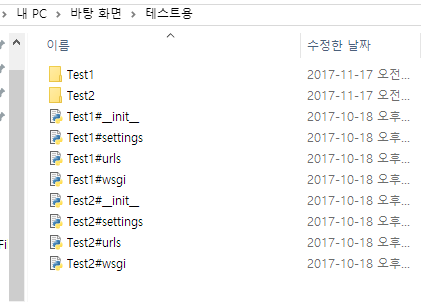 내 PC > 바탕 화면 > 테스트용
이름 수정한 날짜
Test1 2017-11-17 오전...
Test2 2017-11-17 오전...
Test1#__init__ 2017-10-18 오후...
Test1#settings 2017-10-18 오후...
Test1#urls 2017-10-18 오후...
Test1#wsgi 2017-10-18 오후...
Test2#__init__ 2017-10-18 오후...
Test2#settings 2017-10-18 오후...
Test2#urls 2017-10-18 오후...
Fi
Test2#wsgi 2017-10-18 오후...